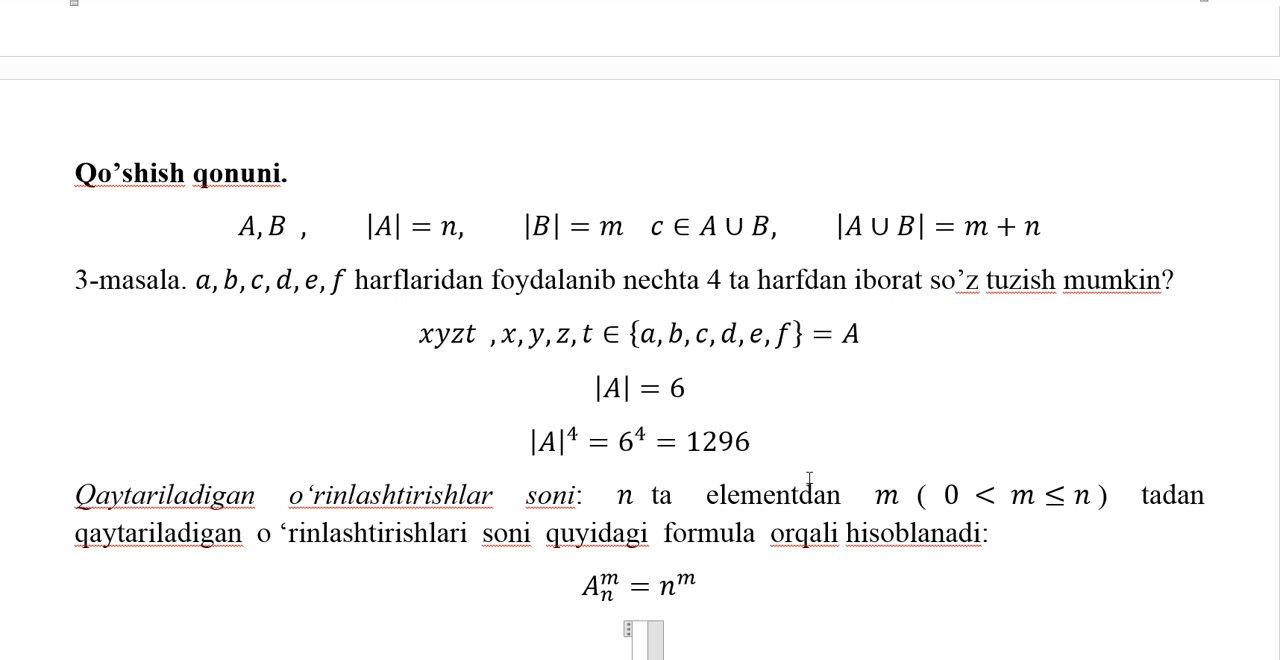 Qo’shish qonuni.
A, B , |A| = n, |B| = m c ∈ A ∪ B, |A ∪ B| = m + n
3-masala. a, b, c, d, e, f harflaridan foydalanib nechta 4 ta harfdan iborat so’z tuzish mumkin?
xyzt , x, y, z, t ∈ {a, b, c, d, e, f} = A
|A| = 6
|A|⁴ = 6⁴ = 1296
Qaytariladigan o‘rinlashtirishlar soni: n ta elementdan m ( 0 < m ≤ n ) tadan
qaytariladigan o ‘rinlashtirishlari soni quyidagi formula orqali hisoblanadi:
Aₙᵐ = nᵐ